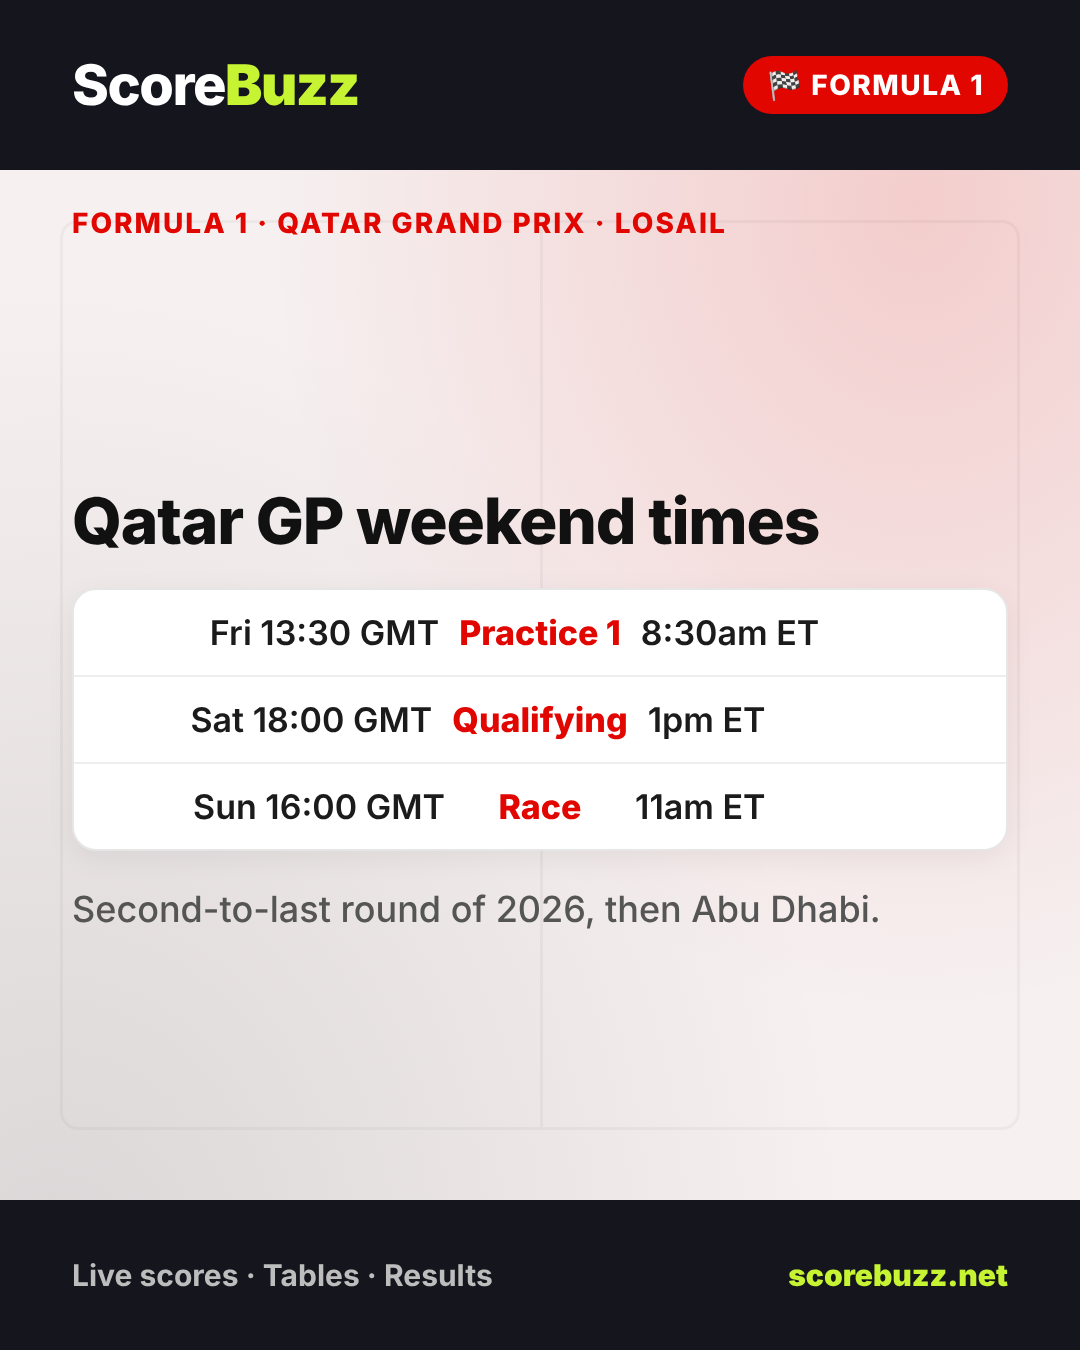 ScoreBuzz
🏁 FORMULA 1
FORMULA 1 · QATAR GRAND PRIX · LOSAIL
Qatar GP weekend times
Fri 13:30 GMT Practice 1 8:30am ET
Sat 18:00 GMT Qualifying 1pm ET
Sun 16:00 GMT Race 11am ET
Second-to-last round of 2026, then Abu Dhabi.
Live scores · Tables · Results
scorebuzz.net